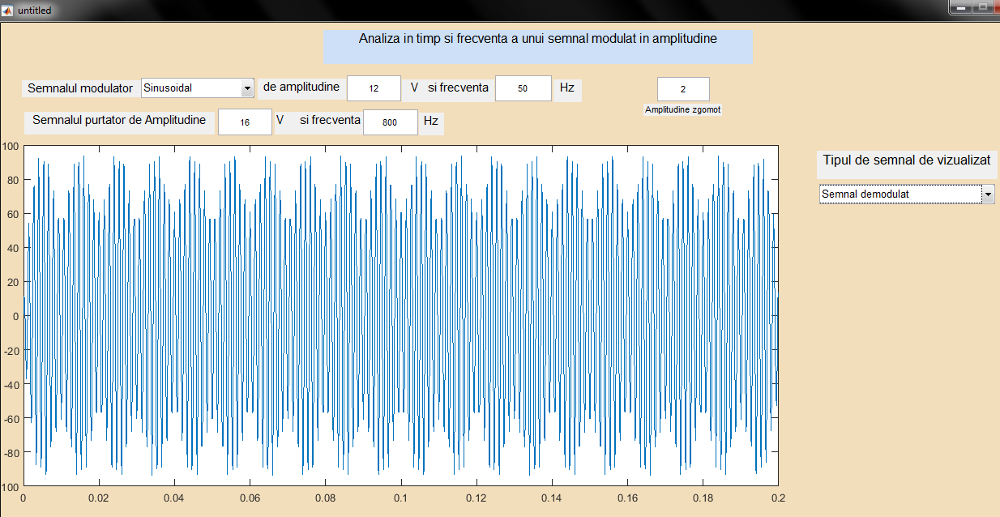 untitled
Analiza in timp si frecventa a unui semnal modulat in amplitudine
Semnalul modulator Sinusoidal de amplitudine 12 V si frecventa 50 Hz 2
Amplitudine zgomot
Semnalul purtator de Amplitudine 16 V si frecventa 800 Hz
Tipul de semnal de vizualizat
Semnal demodulat
100
80
60
40
20
0
-20
-40
-60
-80
100
0 0.02 0.04 0.06 0.08 0.1 0.12 0.14 0.16 0.18 0.2